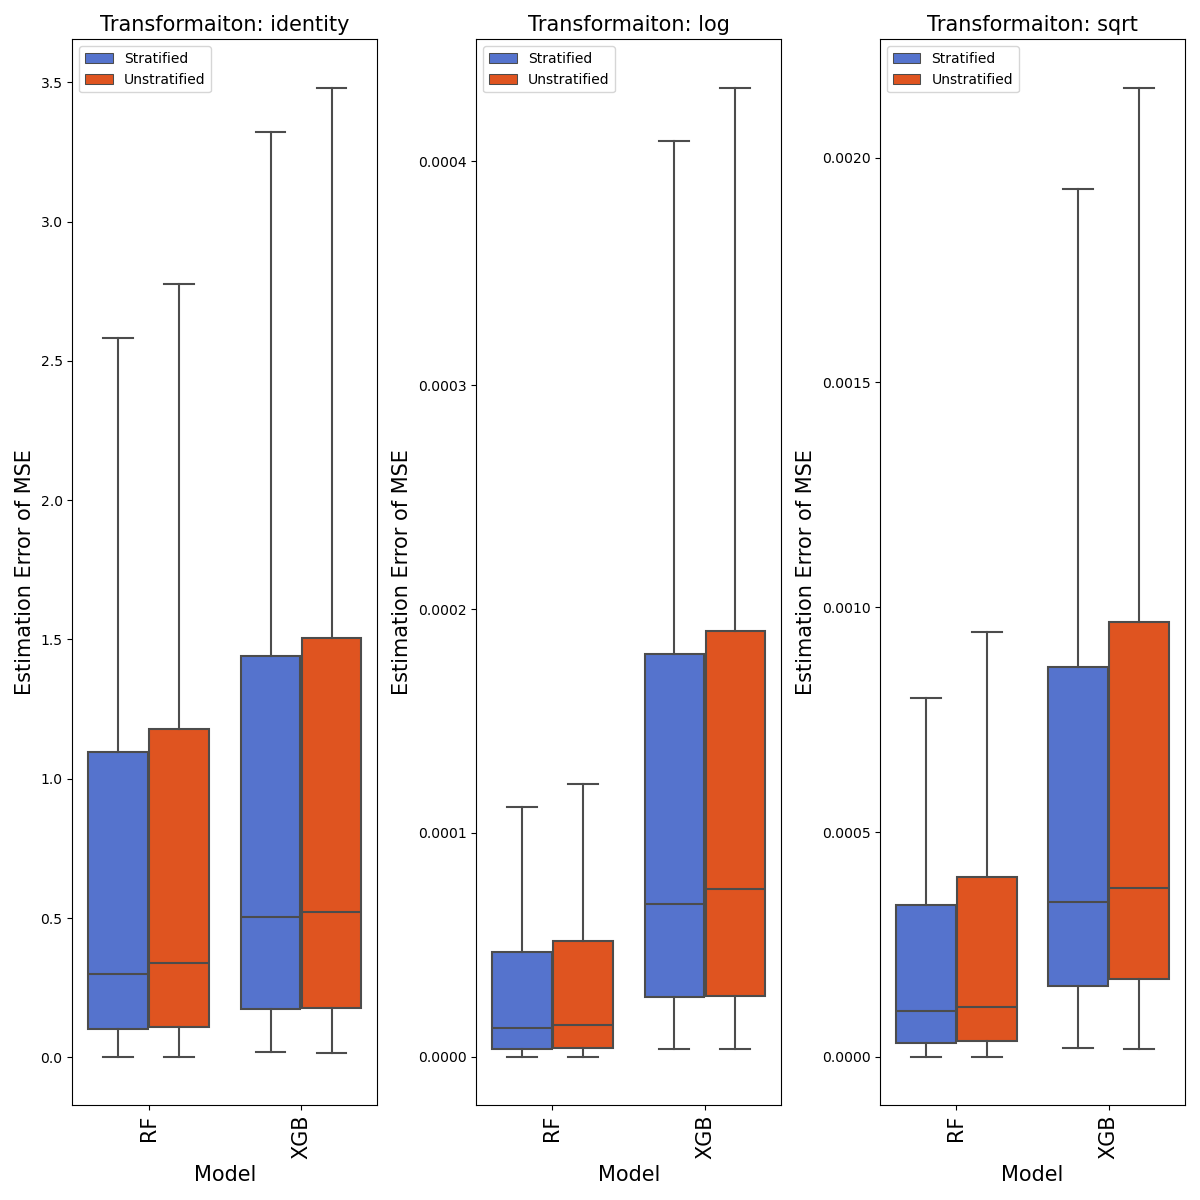 Transformaiton: identity
Stratified
Unstratified
3.5
3.0
2.5
2.0
1.5
1.0
0.5
0.0
Estimation Error of MSE
RF
XGB
Model
Transformaiton: log
Stratified
Unstratified
0.0004
0.0003
0.0002
0.0001
0.0000
Estimation Error of MSE
RF
XGB
Model
Transformaiton: sqrt
Stratified
Unstratified
0.0020
0.0015
0.0010
0.0005
0.0000
Estimation Error of MSE
RF
XGB
Model